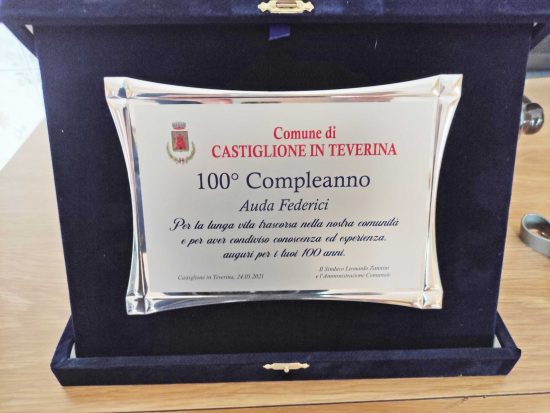 Comune di
CASTIGLIONE IN TEVERINA
100° Compleanno
Auda Federici
Per la lunga vita trascorsa nella nostra comunità
e per aver condiviso conoscenza ed esperienza,
auguri per i tuoi 100 anni.
Il Sindaco Leonardo Zannini
Castiglione in Teverina, 24.05.2021
e l'Amministrazione Comunale